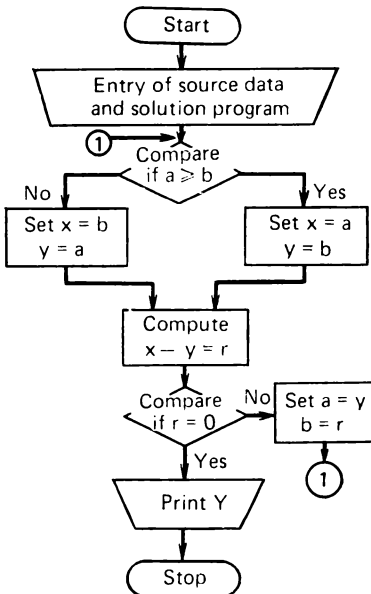 Start
Entry of source data
and solution program
1
Compare
if a ⩾ b
No
Yes
Set x = b
y = a
Set x = a
y = b
Compute
x − y = r
Compare
if r = 0
No
Set a = y
b = r
Yes
1
Print Y
Stop